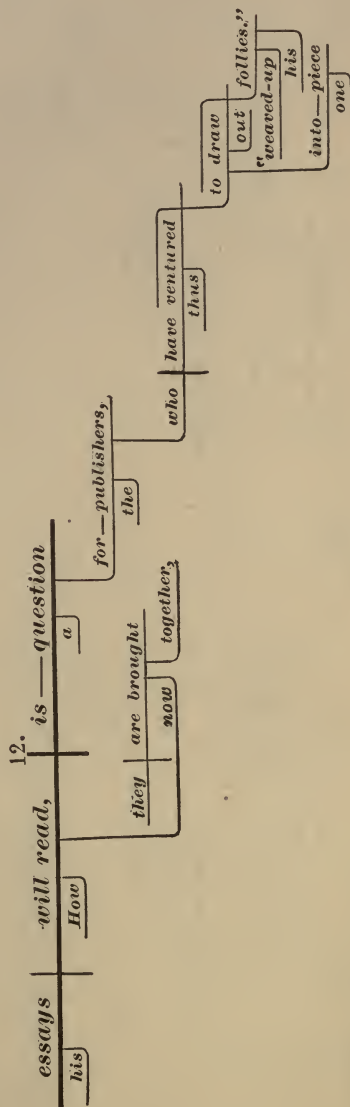 12.
essays will read, is—question
his How a
they are brought
now together,
for—publishers,
the
who have ventured
thus
to draw
out follies."
"weaved-up
his
into—piece
one